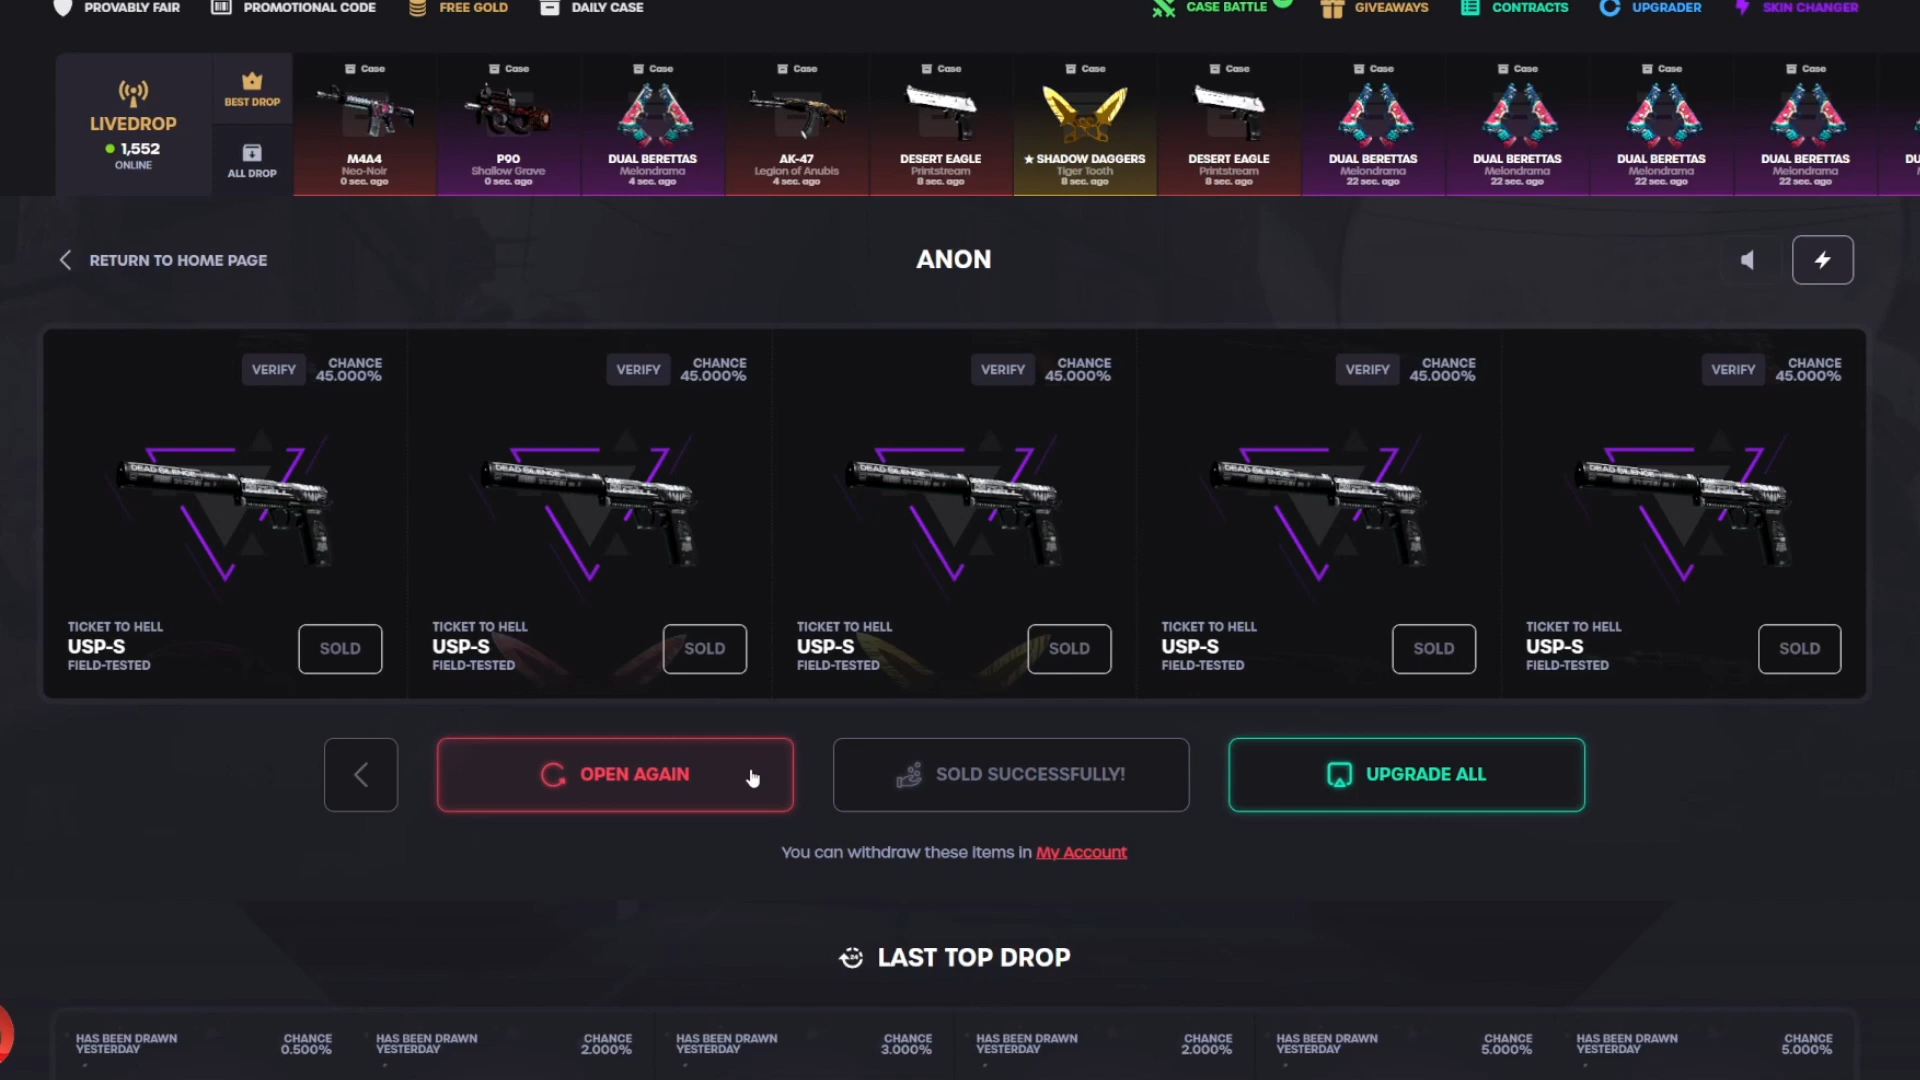 PROVABLY FAIR
PROMOTIONAL CODE
FREE GOLD
DAILY CASE
CASE BATTLE
GIVEAWAYS
CONTRACTS
UPGRADER
SKIN CHANGER
LIVEDROP
1,552
ONLINE
BEST DROP
ALL DROP
Case
M4A4
Neo-Noir
0 sec. ago
Case
P90
Shallow Grave
0 sec. ago
Case
DUAL BERETTAS
Melondrama
4 sec. ago
Case
AK-47
Legion of Anubis
4 sec. ago
Case
DESERT EAGLE
Printstream
8 sec. ago
Case
★ SHADOW DAGGERS
Tiger Tooth
8 sec. ago
Case
DESERT EAGLE
Printstream
8 sec. ago
Case
DUAL BERETTAS
Melondrama
22 sec. ago
Case
DUAL BERETTAS
Melondrama
22 sec. ago
Case
DUAL BERETTAS
Melondrama
22 sec. ago
Case
DUAL BERETTAS
Melondrama
22 sec. ago
RETURN TO HOME PAGE
ANON
VERIFY
CHANCE
45.000%
DEAD SILENCE
TICKET TO HELL
USP-S
FIELD-TESTED
SOLD
VERIFY
CHANCE
45.000%
DEAD SILENCE
TICKET TO HELL
USP-S
FIELD-TESTED
SOLD
VERIFY
CHANCE
45.000%
DEAD SILENCE
TICKET TO HELL
USP-S
FIELD-TESTED
SOLD
VERIFY
CHANCE
45.000%
DEAD SILENCE
TICKET TO HELL
USP-S
FIELD-TESTED
SOLD
VERIFY
CHANCE
45.000%
DEAD SILENCE
TICKET TO HELL
USP-S
FIELD-TESTED
SOLD
OPEN AGAIN
SOLD SUCCESSFULLY!
UPGRADE ALL
You can withdraw these items in My Account
LAST TOP DROP
HAS BEEN DRAWN
YESTERDAY
CHANCE
0.500%
HAS BEEN DRAWN
YESTERDAY
CHANCE
2.000%
HAS BEEN DRAWN
YESTERDAY
CHANCE
3.000%
HAS BEEN DRAWN
YESTERDAY
CHANCE
2.000%
HAS BEEN DRAWN
YESTERDAY
CHANCE
5.000%
HAS BEEN DRAWN
YESTERDAY
CHANCE
5.000%